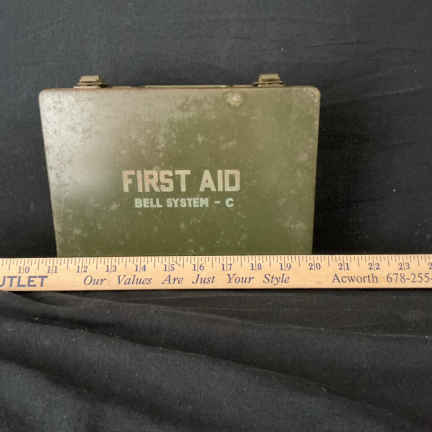 FIRST AID
BELL SYSTEM - C
10 11 12 13 14 15 16 17 18 19 20 21 22 23
OUTLET Our Values Are Just Your Style Acworth 678-255-